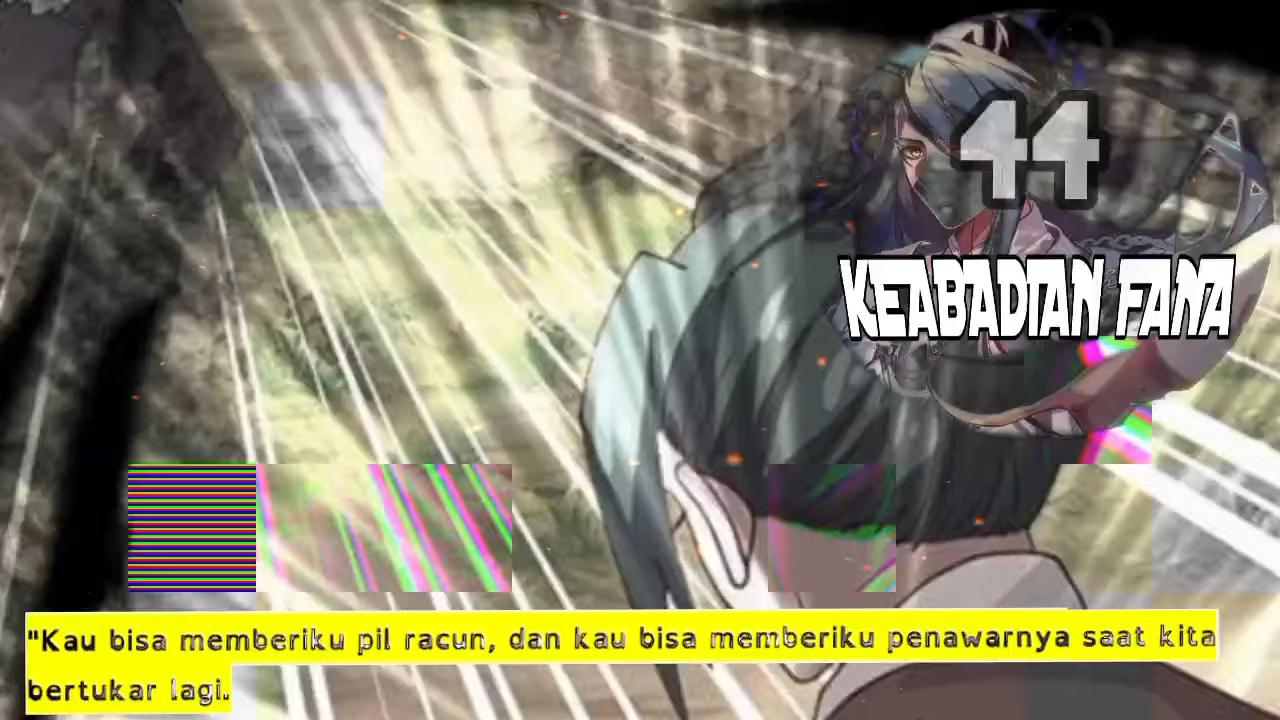 44
KEABADIAN FANA
"Kau bisa memberiku pil racun, dan kau bisa memberiku penawarnya saat kita
bertukar lagi.